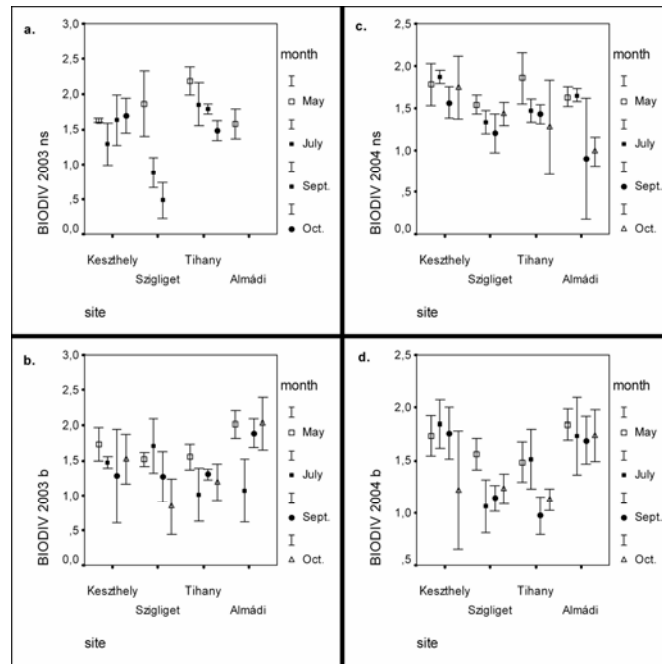 a.
BIODIV 2003 ns
3,0
2,5
2,0
1,5
1,0
,5
0,0
Keszthely
Tihany
Szigliget
Almádi
site
month
May
July
Sept.
Oct.
c.
BIODIV 2004 ns
2,5
2,0
1,5
1,0
,5
0,0
Keszthely
Tihany
Szigliget
Almádi
site
month
May
July
Sept.
Oct.
b.
BIODIV 2003 b
3,0
2,5
2,0
1,5
1,0
,5
0,0
Keszthely
Tihany
Szigliget
Almádi
site
month
May
July
Sept.
Oct.
d.
BIODIV 2004 b
2,5
2,0
1,5
1,0
,5
Keszthely
Tihany
Szigliget
Almádi
site
month
May
July
Sept.
Oct.